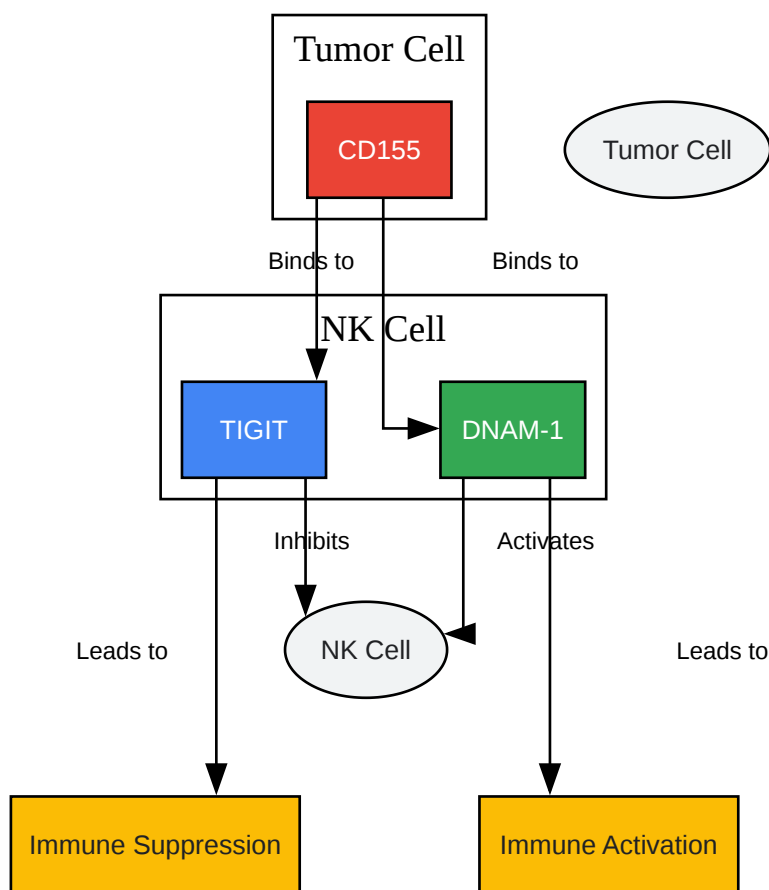 Tumor Cell
CD155
Tumor Cell
Binds to
Binds to
NK Cell
TIGIT
DNAM-1
Inhibits
Activates
NK Cell
Leads to
Leads to
Immune Suppression
Immune Activation